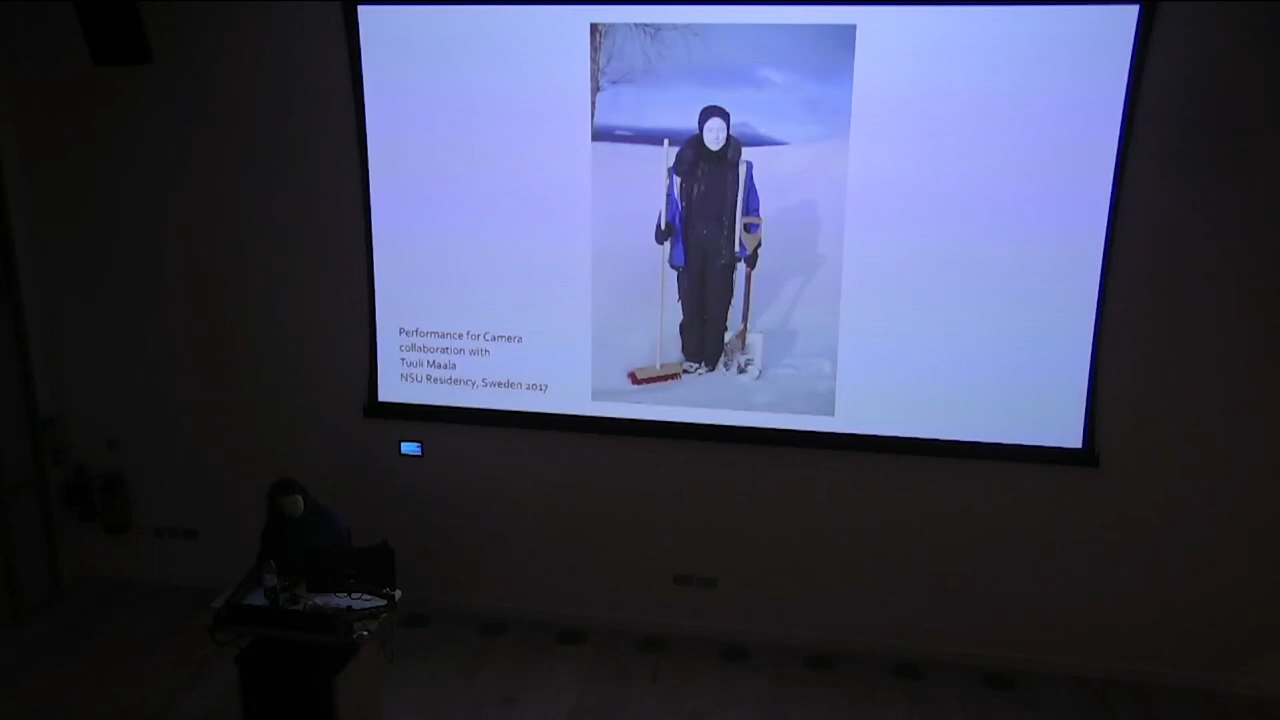 Performance for Camera
collaboration with
Tuuli Maala
NSU Residency, Sweden 2017